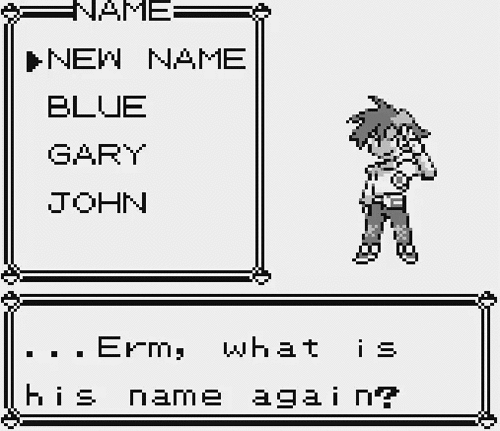 NAME
NEW NAME
BLUE
GARY
JOHN
...Erm, what is
his name again?